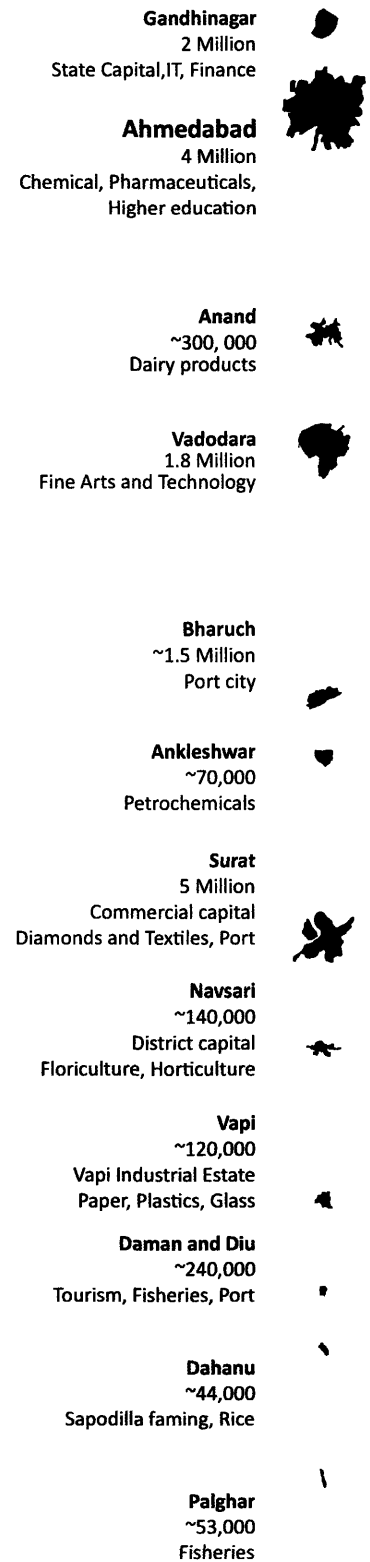 Gandhinagar
2 Million
State Capital,IT, Finance
Ahmedabad
4 Million
Chemical, Pharmaceuticals,
Higher education
Anand
~300, 000
Dairy products
Vadodara
1.8 Million
Fine Arts and Technology
Bharuch
~1.5 Million
Port city
Ankleshwar
~70,000
Petrochemicals
Surat
5 Million
Commercial capital
Diamonds and Textiles, Port
Navsari
~140,000
District capital
Floriculture, Horticulture
Vapi
~120,000
Vapi Industrial Estate
Paper, Plastics, Glass
Daman and Diu
~240,000
Tourism, Fisheries, Port
Dahanu
~44,000
Sapodilla faming, Rice
Palghar
~53,000
Fisheries